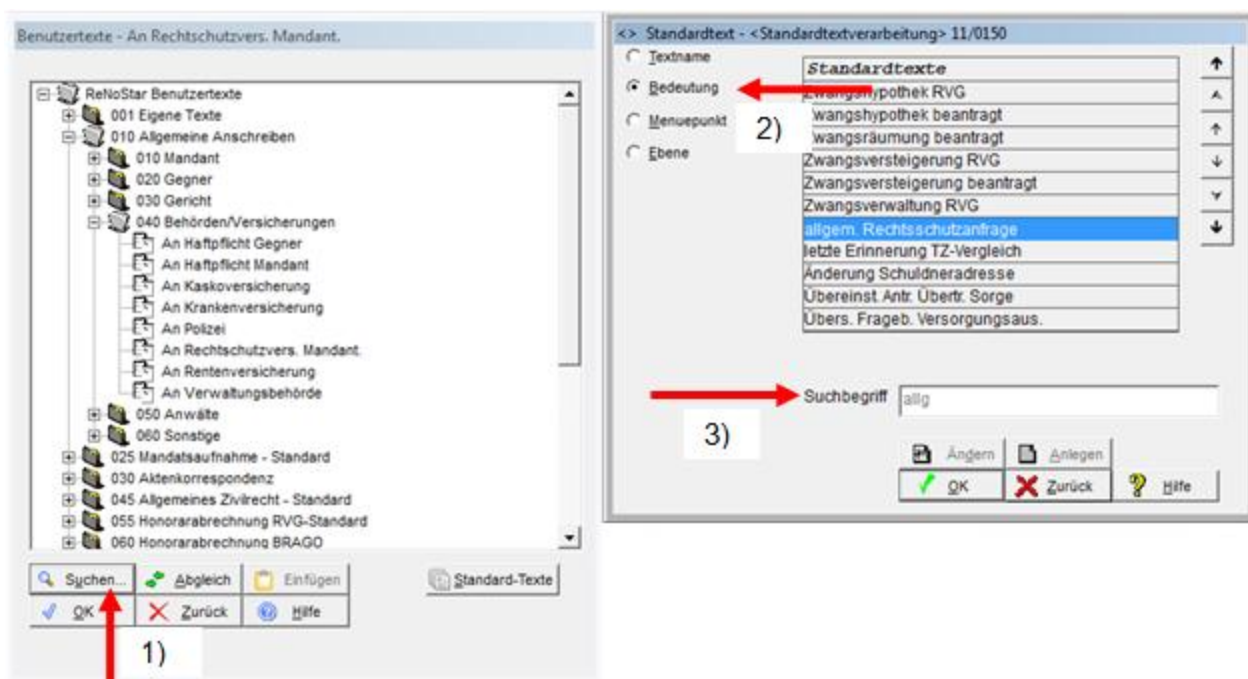 Benutzertexte - An Rechtschutzvers. Mandant.
ReNoStar Benutzertexte
001 Eigene Texte
010 Allgemeine Anschreiben
010 Mandant
020 Gegner
030 Gericht
040 Behörden/Versicherungen
An Haftpflicht Gegner
An Haftpflicht Mandant
An Kaskoversicherung
An Krankenversicherung
An Polizei
An Rechtschutzvers. Mandant.
An Rentenversicherung
An Verwaltungsbehörde
050 Anwälte
060 Sonstige
025 Mandatsaufnahme - Standard
030 Aktenkorrespondenz
045 Allgemeines Zivilrecht - Standard
055 Honorarabrechnung RVG-Standard
060 Honorarabrechnung BRAGO
Suchen... Abgleich Einfügen Standard-Texte
OK Zurück Hilfe
1)
<> Standardtext - <Standardtextverarbeitung> 11/0150
Textname
Bedeutung
Menuepunkt
Ebene
2)
Standardtexte
Zwangshypothek RVG
Zwangshypothek beantragt
Zwangsräumung beantragt
Zwangsversteigerung RVG
Zwangsversteigerung beantragt
Zwangsverwaltung RVG
allgem. Rechtsschutzanfrage
letzte Erinnerung TZ-Vergleich
Änderung Schuldneradresse
Übereinst. Antr. Übertr. Sorge
Übers. Frageb. Versorgungsaus.
Suchbegriff allg
3)
Ändern Anlegen
OK Zurück Hilfe